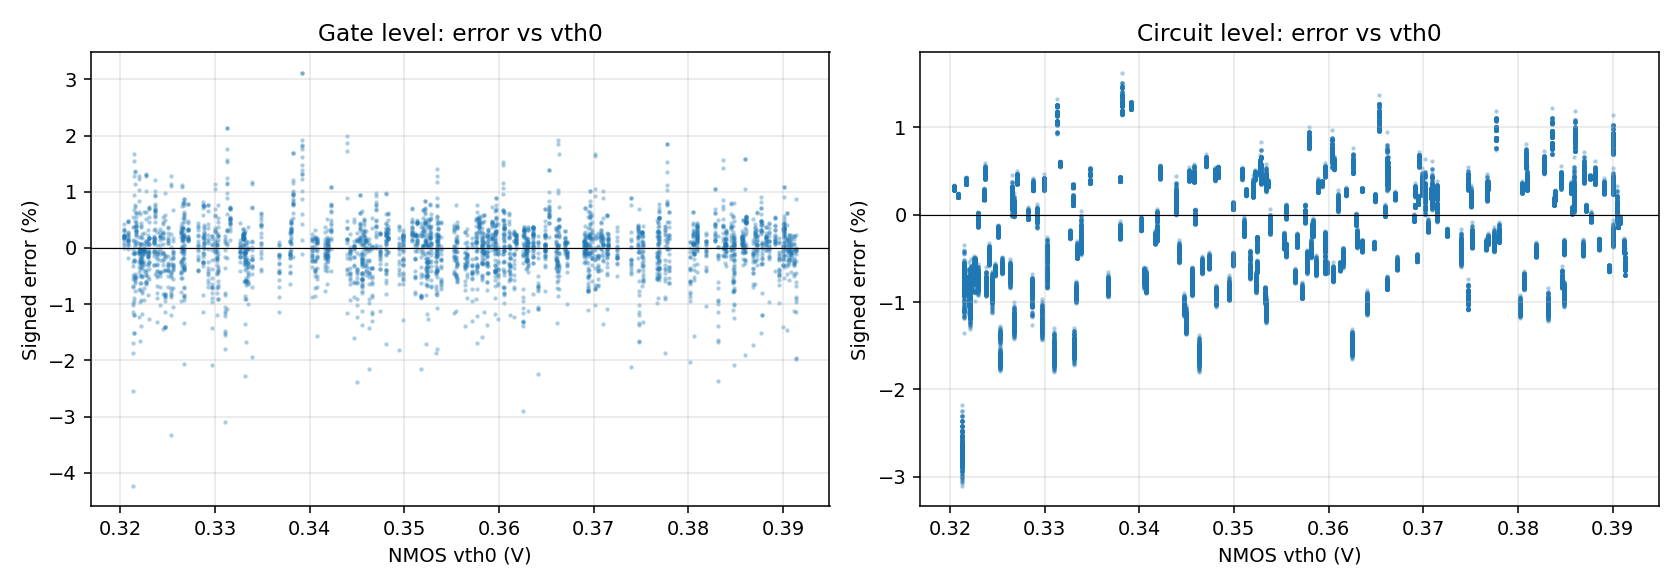 Gate level: error vs vth0
Signed error (%)
3
2
1
0
−1
−2
−3
−4
0.32 0.33 0.34 0.35 0.36 0.37 0.38 0.39
NMOS vth0 (V)
Circuit level: error vs vth0
Signed error (%)
1
0
−1
−2
−3
0.32 0.33 0.34 0.35 0.36 0.37 0.38 0.39
NMOS vth0 (V)